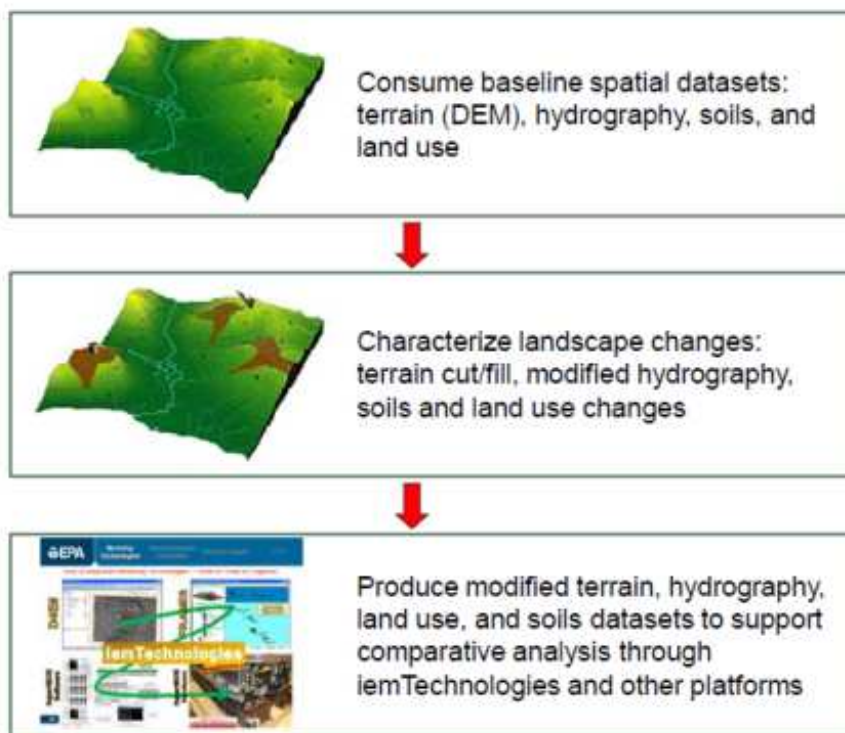 Consume baseline spatial datasets:
terrain (DEM), hydrography, soils, and
land use
Characterize landscape changes:
terrain cut/fill, modified hydrography,
soils and land use changes
EPA
D4EM
iemTechnologies
Produce modified terrain, hydrography,
land use, and soils datasets to support
comparative analysis through
iemTechnologies and other platforms